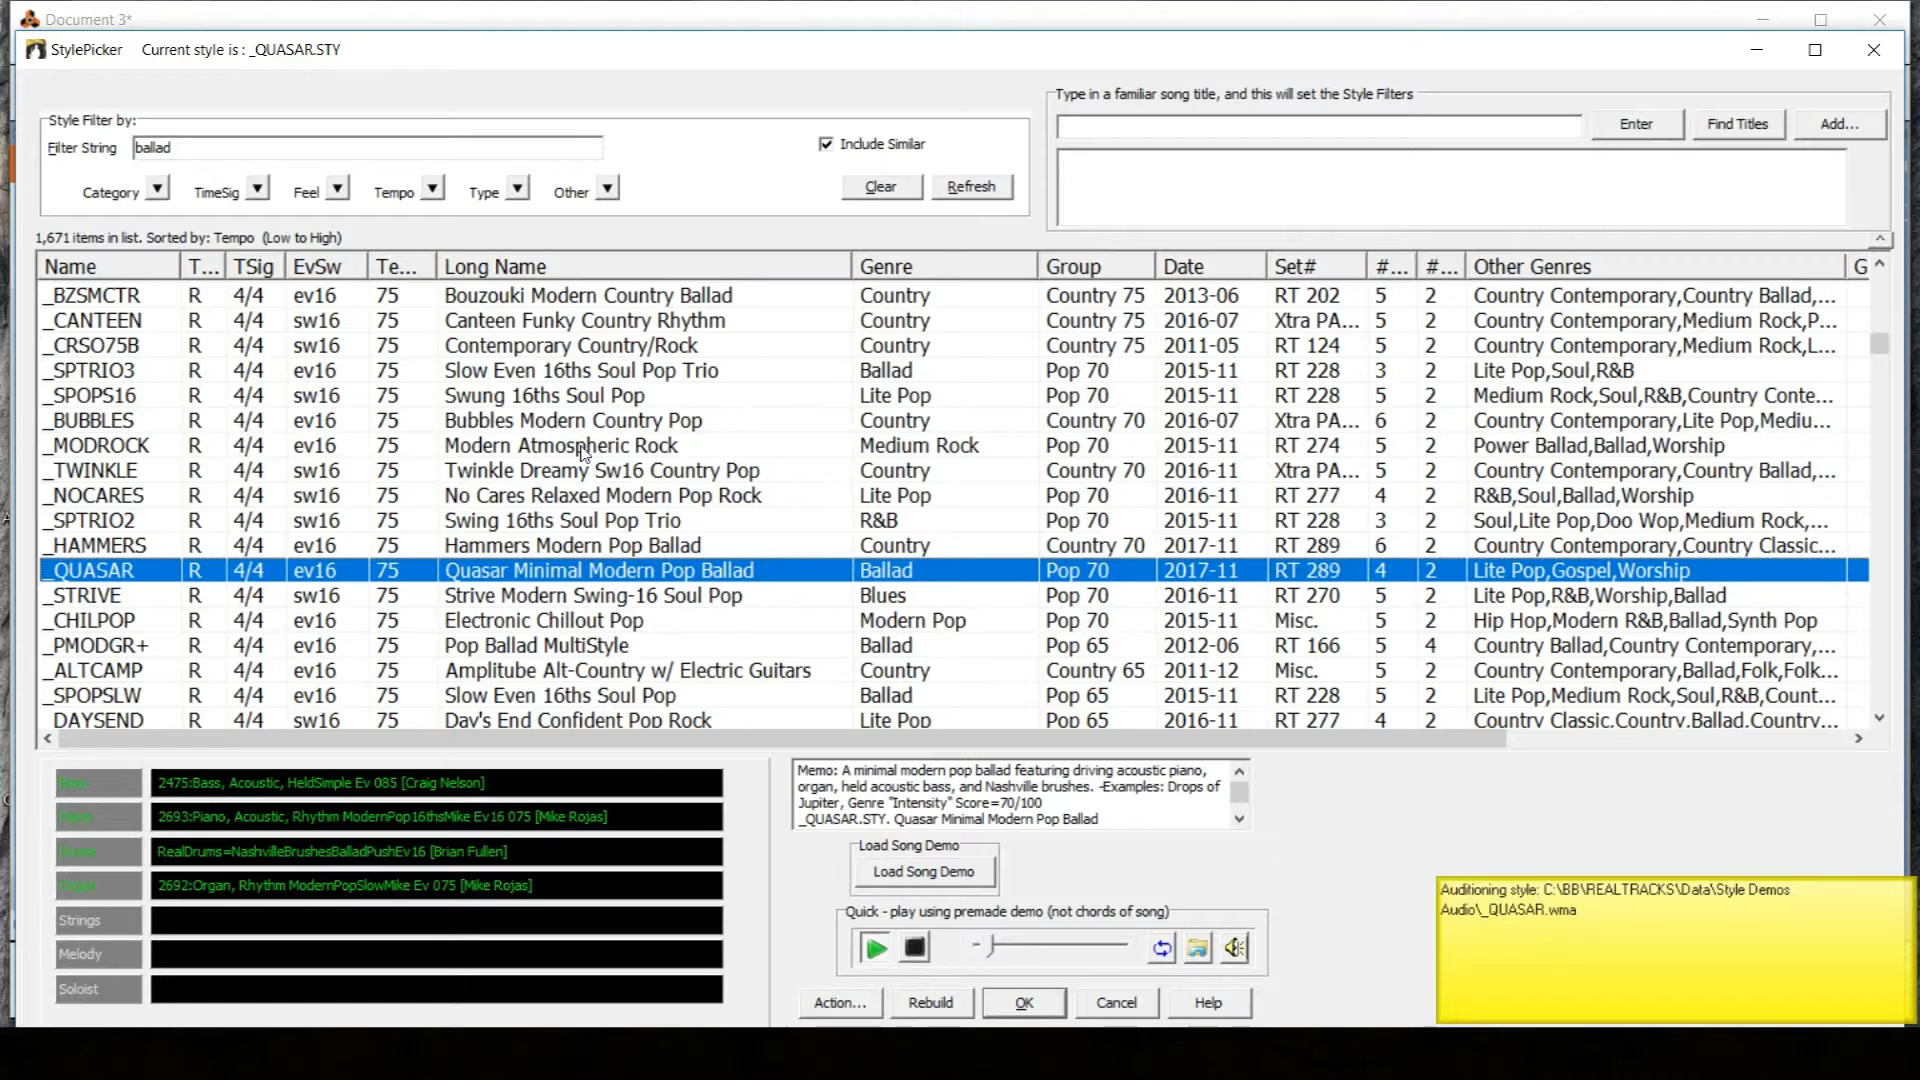 Document 3*
StylePicker Current style is : _QUASAR.STY
Style Filter by:
Filter String ballad
Include Similar
Category TimeSig Feel Tempo Type Other Clear Refresh
Type in a familiar song title, and this will set the Style Filters
Enter Find Titles Add...
1,671 items in list. Sorted by: Tempo (Low to High)
Name T... TSig EvSw Te... Long Name Genre Group Date Set# #... #... Other Genres G
_BZSMCTR R 4/4 ev16 75 Bouzouki Modern Country Ballad Country Country 75 2013-06 RT 202 5 2 Country Contemporary,Country Ballad,...
_CANTEEN R 4/4 sw16 75 Canteen Funky Country Rhythm Country Country 75 2016-07 Xtra PA... 5 2 Country Contemporary,Medium Rock,P...
_CRSO75B R 4/4 sw16 75 Contemporary Country/Rock Country Country 75 2011-05 RT 124 5 2 Country Contemporary,Medium Rock,L...
_SPTRIO3 R 4/4 ev16 75 Slow Even 16ths Soul Pop Trio Ballad Pop 70 2015-11 RT 228 3 2 Lite Pop,Soul,R&B
_SPOPS16 R 4/4 sw16 75 Swung 16ths Soul Pop Lite Pop Pop 70 2015-11 RT 228 5 2 Medium Rock,Soul,R&B,Country Conte...
_BUBBLES R 4/4 ev16 75 Bubbles Modern Country Pop Country Country 70 2016-07 Xtra PA... 6 2 Country Contemporary,Lite Pop,Mediu...
_MODROCK R 4/4 ev16 75 Modern Atmospheric Rock Medium Rock Pop 70 2015-11 RT 274 5 2 Power Ballad,Ballad,Worship
_TWINKLE R 4/4 sw16 75 Twinkle Dreamy Sw16 Country Pop Country Country 70 2016-11 Xtra PA... 5 2 Country Contemporary,Country Ballad,...
_NOCARES R 4/4 sw16 75 No Cares Relaxed Modern Pop Rock Lite Pop Pop 70 2016-11 RT 277 4 2 R&B,Soul,Ballad,Worship
_SPTRIO2 R 4/4 sw16 75 Swing 16ths Soul Pop Trio R&B Pop 70 2015-11 RT 228 3 2 Soul,Lite Pop,Doo Wop,Medium Rock,...
_HAMMERS R 4/4 ev16 75 Hammers Modern Pop Ballad Country Country 70 2017-11 RT 289 6 2 Country Contemporary,Country Classic...
_QUASAR R 4/4 ev16 75 Quasar Minimal Modern Pop Ballad Ballad Pop 70 2017-11 RT 289 4 2 Lite Pop,Gospel,Worship
_STRIVE R 4/4 sw16 75 Strive Modern Swing-16 Soul Pop Blues Pop 70 2016-11 RT 270 5 2 Lite Pop,R&B,Worship,Ballad
_CHILPOP R 4/4 ev16 75 Electronic Chillout Pop Modern Pop Pop 70 2015-11 Misc. 5 2 Hip Hop,Modern R&B,Ballad,Synth Pop
_PMODGR+ R 4/4 ev16 75 Pop Ballad MultiStyle Ballad Pop 65 2012-06 RT 166 5 4 Country Ballad,Country Contemporary,...
_ALTCAMP R 4/4 ev16 75 Amplitube Alt-Country w/ Electric Guitars Country Country 65 2011-12 Misc. 5 2 Country Contemporary,Ballad,Folk,Folk...
_SPOPSLW R 4/4 ev16 75 Slow Even 16ths Soul Pop Ballad Pop 65 2015-11 RT 228 5 2 Lite Pop,Medium Rock,Soul,R&B,Count...
_DAYSEND R 4/4 sw16 75 Day's End Confident Pop Rock Lite Pop Pop 65 2016-11 RT 277 4 2 Country Classic,Country,Ballad,Country...
2475:Bass, Acoustic, HeldSimple Ev 085 [Craig Nelson]
2693:Piano, Acoustic, Rhythm ModernPop16thsMike Ev16 075 [Mike Rojas]
RealDrums=NashvilleBrushesBalladPushEv16 [Brian Fullen]
2692:Organ, Rhythm ModernPopSlowMike Ev 075 [Mike Rojas]
Strings
Melody
Soloist
Memo: A minimal modern pop ballad featuring driving acoustic piano,
organ, held acoustic bass, and Nashville brushes. -Examples: Drops of
Jupiter, Genre "Intensity" Score=70/100
_QUASAR.STY. Quasar Minimal Modern Pop Ballad
Load Song Demo
Load Song Demo
Quick - play using premade demo (not chords of song)
Action... Rebuild OK Cancel Help
Auditioning style: C:\BB\REALTRACKS\Data\Style Demos
Audio\_QUASAR.wma